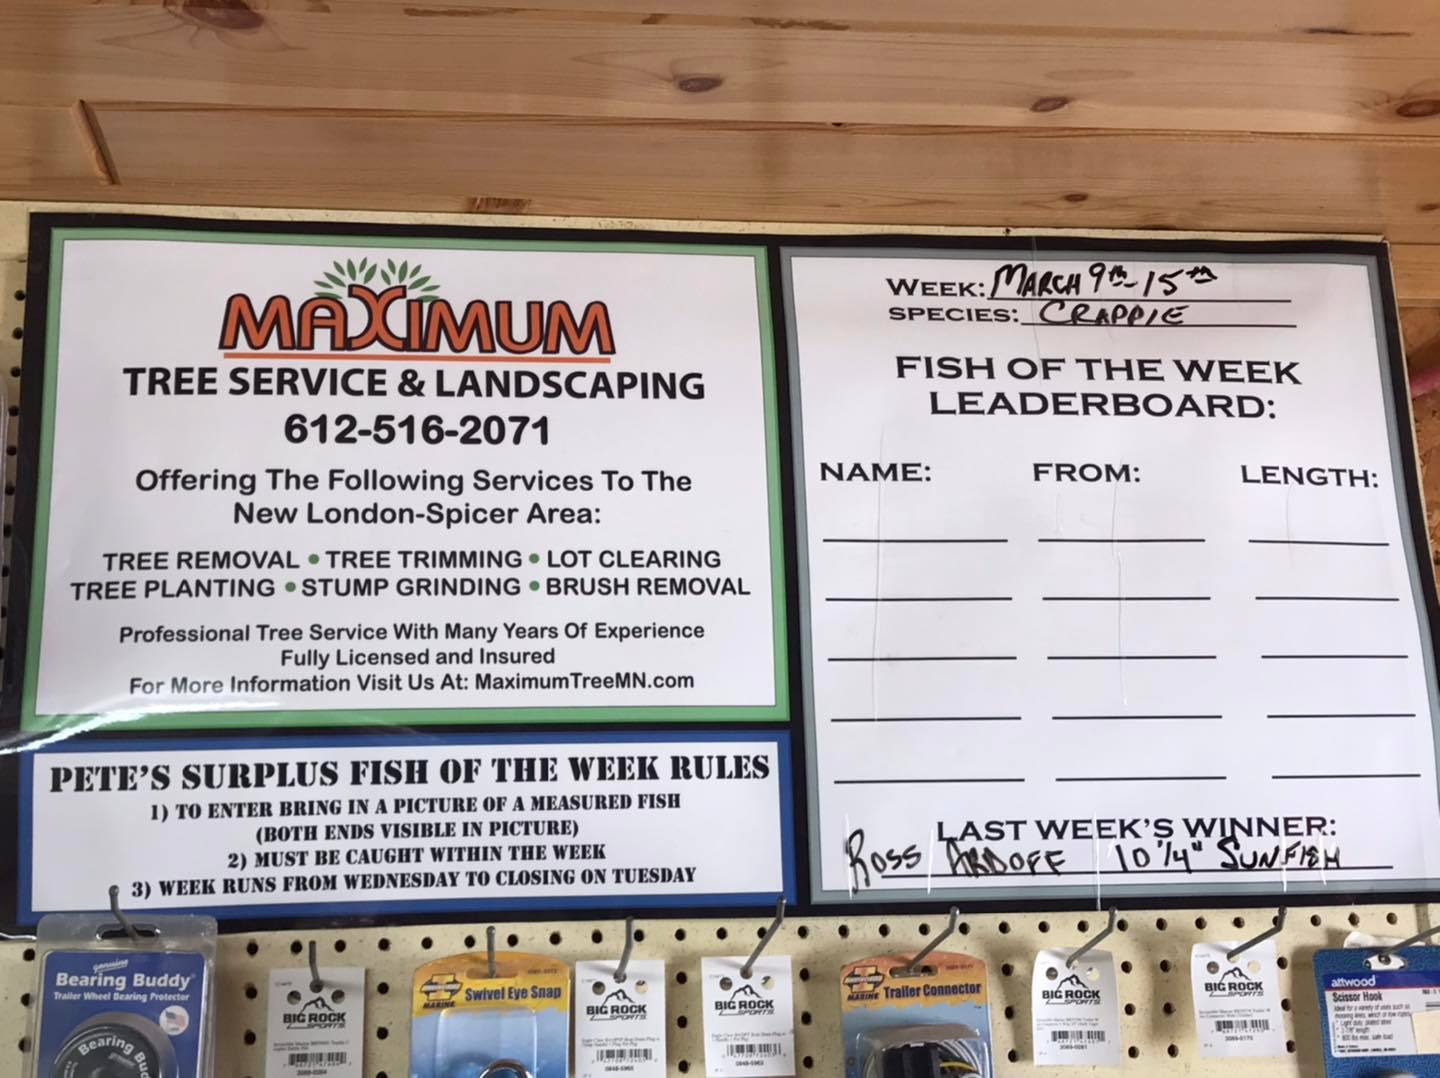 MAXIMUM
TREE SERVICE & LANDSCAPING
612-516-2071
Offering The Following Services To The
New London-Spicer Area:
TREE REMOVAL • TREE TRIMMING • LOT CLEARING
TREE PLANTING • STUMP GRINDING • BRUSH REMOVAL
Professional Tree Service With Many Years Of Experience
Fully Licensed and Insured
For More Information Visit Us At: MaximumTreeMN.com
PETE'S SURPLUS FISH OF THE WEEK RULES
1) TO ENTER BRING IN A PICTURE OF A MEASURED FISH
(BOTH ENDS VISIBLE IN PICTURE)
2) MUST BE CAUGHT WITHIN THE WEEK
3) WEEK RUNS FROM WEDNESDAY TO CLOSING ON TUESDAY
WEEK: MARCH 9th-15th
SPECIES: CRAPPIE
FISH OF THE WEEK
LEADERBOARD:
NAME: FROM: LENGTH:
LAST WEEK'S WINNER:
ROSS ARDOFF 10 1/4" SUNFISH
genuine
Bearing Buddy
Trailer Wheel Bearing Protector
Bearing Bud
BIG ROCK
SPORTS
MARINE
Swivel Eye Snap
BIG ROCK
SPORTS
BIG ROCK
SPORTS
MARINE
Trailer Connector
BIG ROCK
SPORTS
BIG ROCK
SPORTS
attwood
Scissor Hook